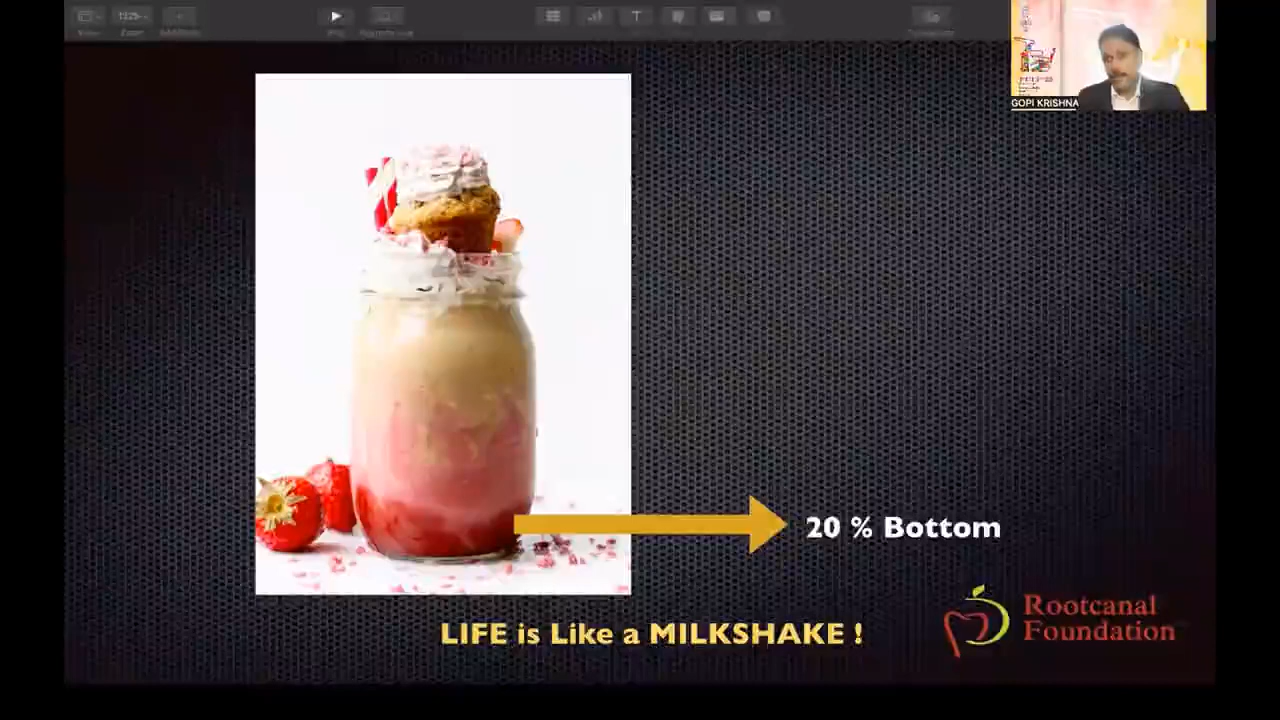 GOPI KRISHNA
20 % Bottom
LIFE is Like a MILKSHAKE !
Rootcanal
Foundation